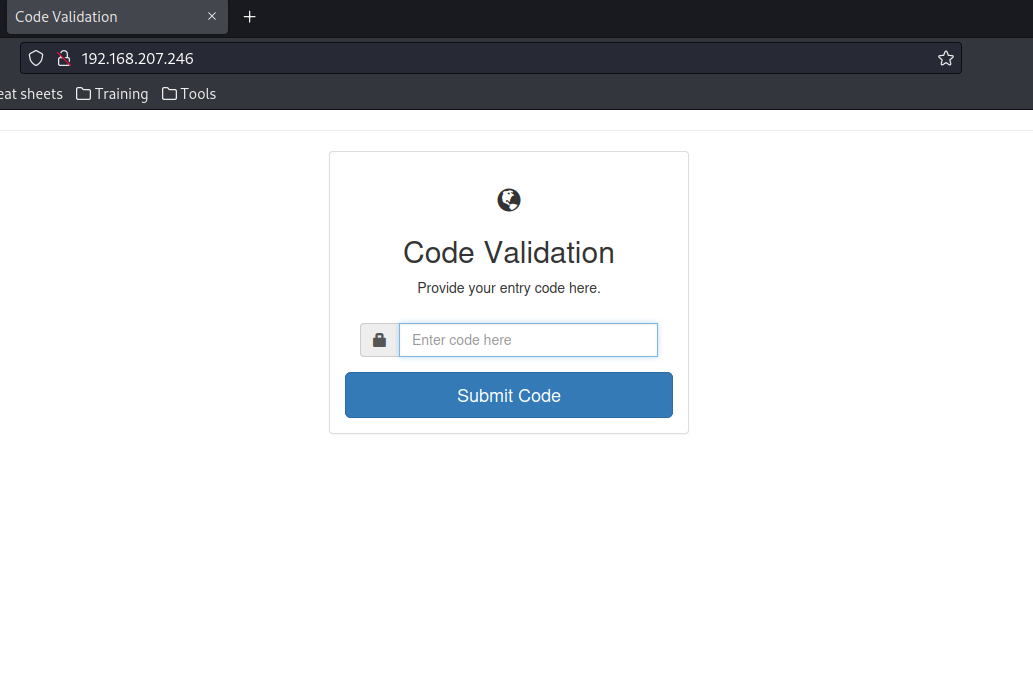 Code Validation
192.168.207.246
eat sheets Training Tools
Code Validation
Provide your entry code here.
Enter code here
Submit Code